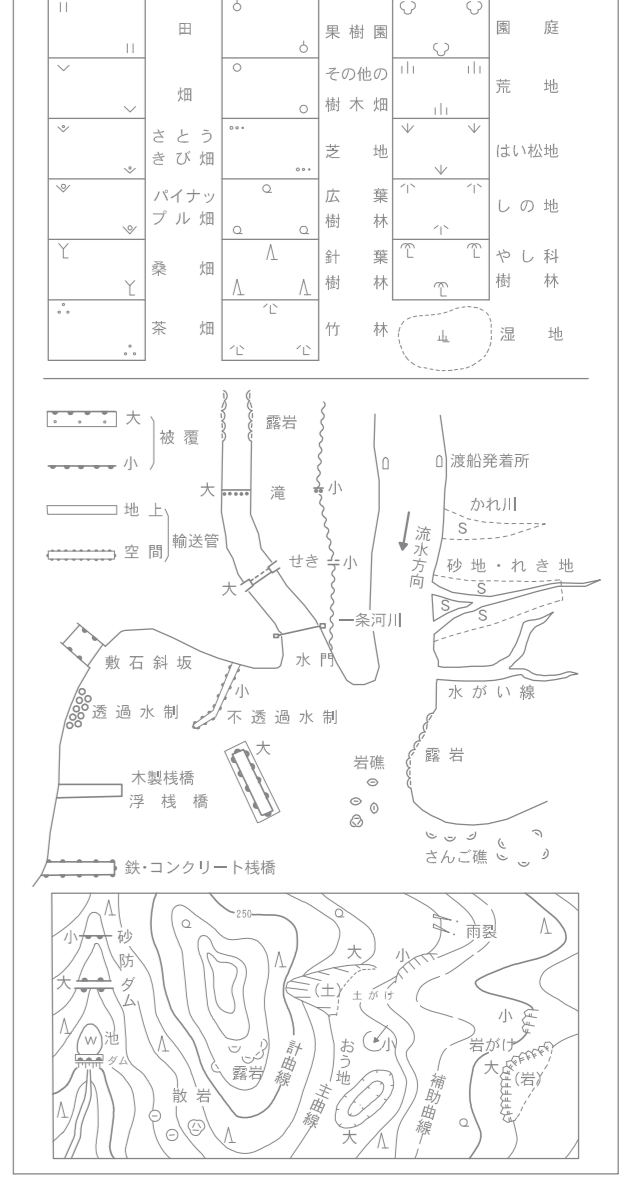 田
畑
さとう
きび畑
パイナッ
プル畑
桑畑
茶畑
果樹園
その他の
樹木畑
芝地
広葉
樹林
針葉
樹林
竹林
園庭
荒地
はい松地
しの地
やし科
樹林
湿地
大
小
被覆
地上
空間
輸送管
露岩
大
滝
小
せき
小
大
一条河川
水門
渡船発着所
かれ川
S
流水方向
砂地・れき地
S
S
S
水がい線
敷石斜坂
透過水制
小
不透過水制
大
木製桟橋
浮桟橋
鉄・コンクリート桟橋
岩礁
露岩
さんご礁
250
小
砂防ダム
大
W
池
ダム
散岩
露岩
計曲線
主曲線
大
(土)
土がけ
小
雨裂
おう地
小
大
補助曲線
小
岩がけ
大
(岩)